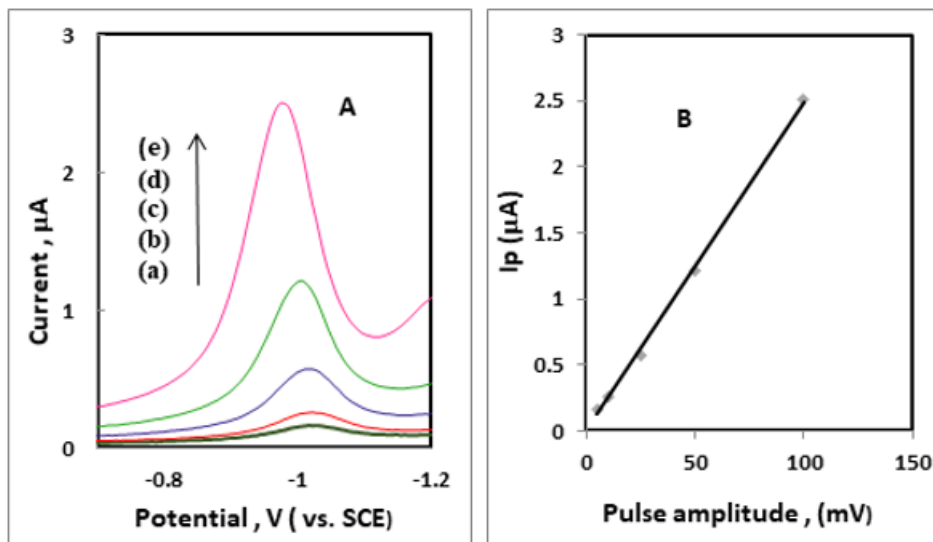 3
2
1
0
-0.8
-1
-1.2
Current , µA
Potential , V ( vs. SCE)
A
(e)
(d)
(c)
(b)
(a)
3
2.5
2
1.5
1
0.5
0
0
50
100
150
Ip (µA)
Pulse amplitude , (mV)
B